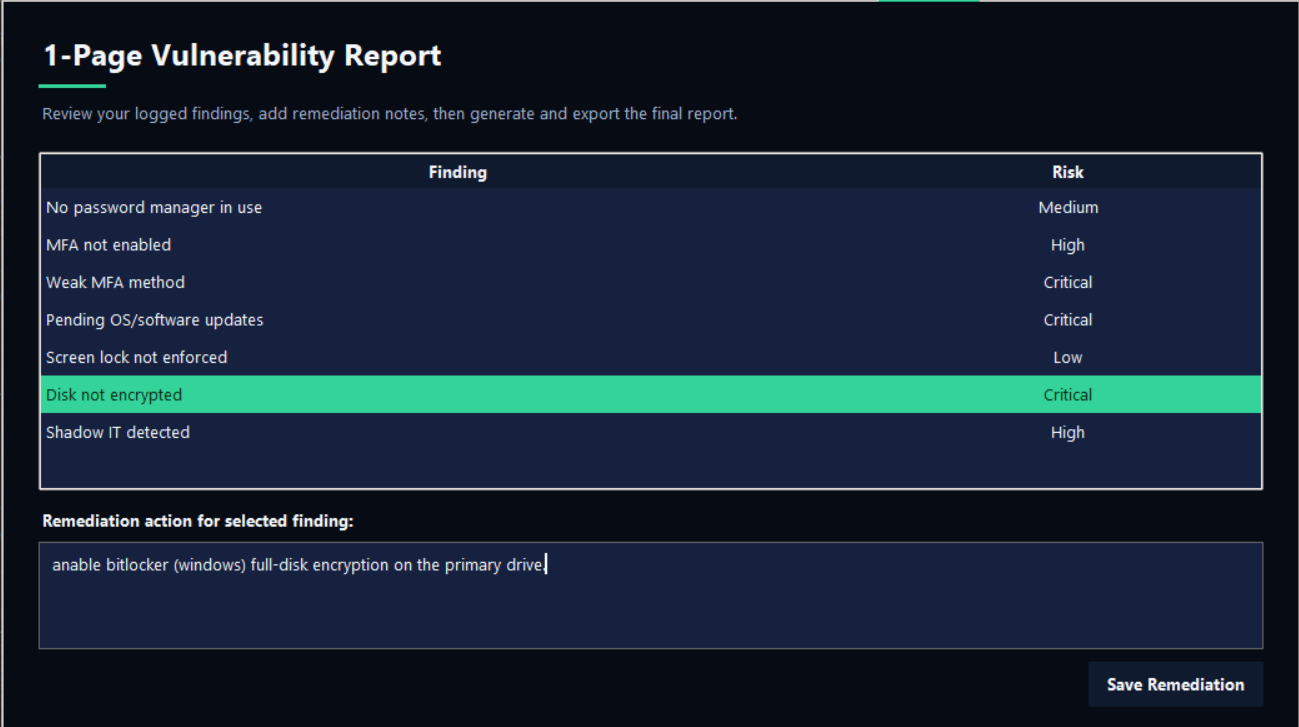 1-Page Vulnerability Report
Review your logged findings, add remediation notes, then generate and export the final report.
Finding Risk
No password manager in use Medium
MFA not enabled High
Weak MFA method Critical
Pending OS/software updates Critical
Screen lock not enforced Low
Disk not encrypted Critical
Shadow IT detected High
Remediation action for selected finding:
anable bitlocker (windows) full-disk encryption on the primary drive.
Save Remediation